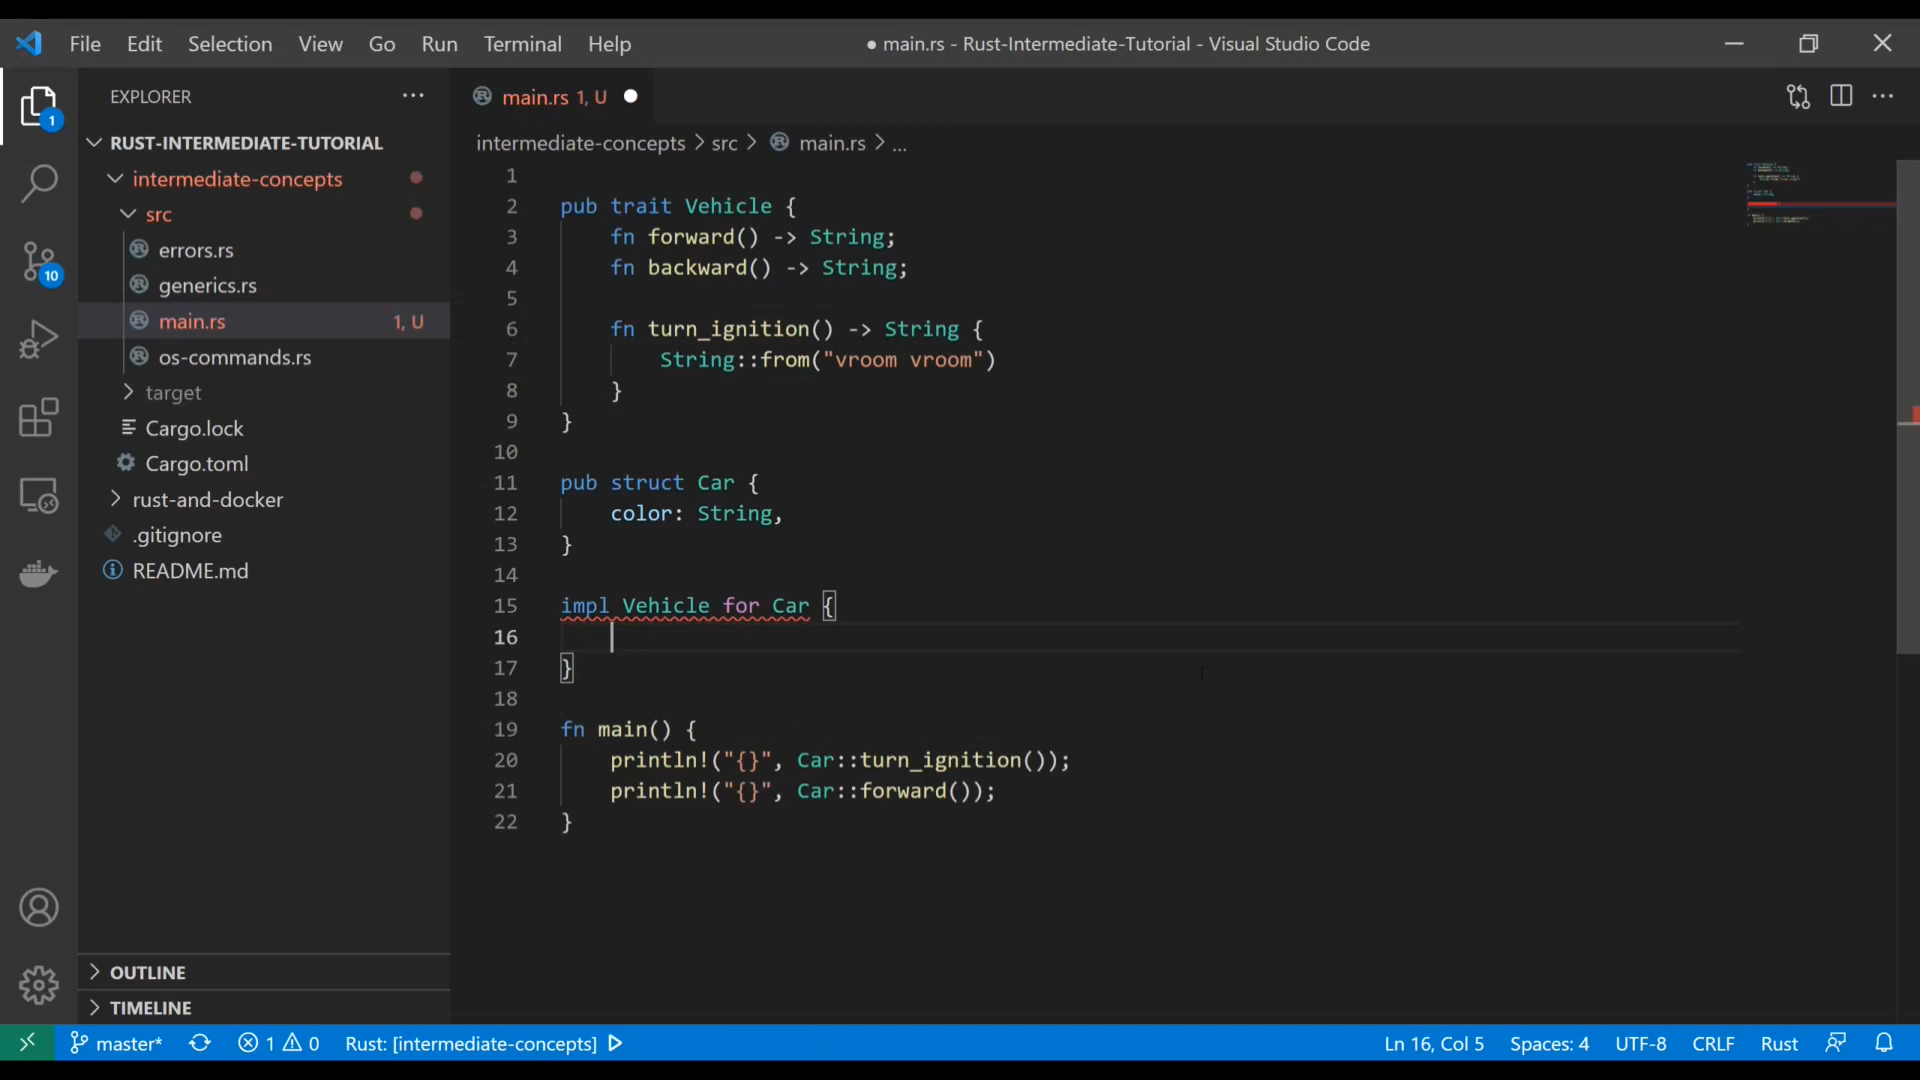 File Edit Selection View Go Run Terminal Help ● main.rs - Rust-Intermediate-Tutorial - Visual Studio Code
EXPLORER ...
main.rs 1, U
RUST-INTERMEDIATE-TUTORIAL
intermediate-concepts
src
errors.rs
generics.rs
main.rs 1, U
os-commands.rs
target
Cargo.lock
Cargo.toml
rust-and-docker
.gitignore
README.md
OUTLINE
TIMELINE
1
10
intermediate-concepts > src > main.rs > ...
1
2 pub trait Vehicle {
3     fn forward() -> String;
4     fn backward() -> String;
5
6     fn turn_ignition() -> String {
7         String::from("vroom vroom")
8     }
9 }
10
11 pub struct Car {
12     color: String,
13 }
14
15 impl Vehicle for Car {
16
17 }
18
19 fn main() {
20     println!("{}", Car::turn_ignition());
21     println!("{}", Car::forward());
22 }
master* 1 0 Rust: [intermediate-concepts] Ln 16, Col 5 Spaces: 4 UTF-8 CRLF Rust